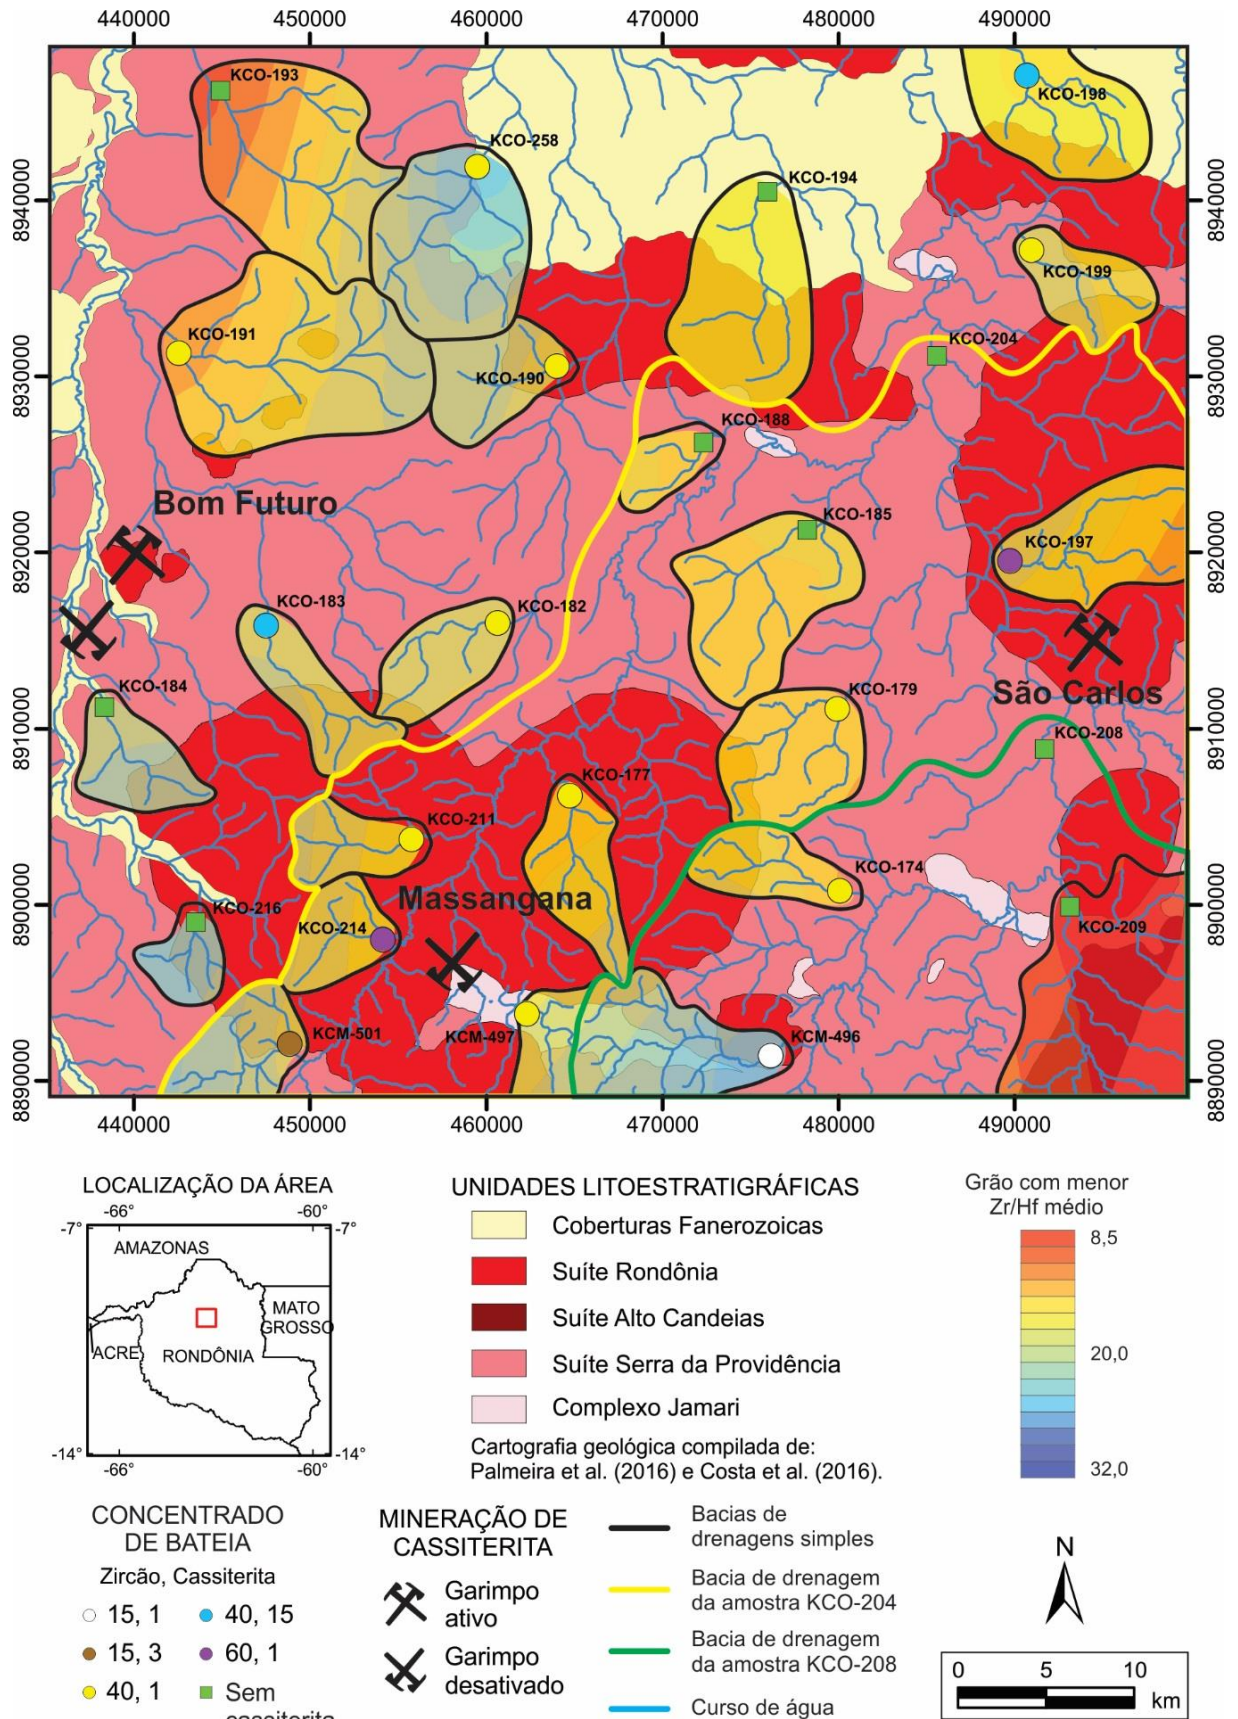 440000 450000 460000 470000 480000 490000
8940000
8930000
8920000
8910000
8900000
8890000
8940000
8930000
8920000
8910000
8900000
8890000
KCO-193
KCO-198
KCO-258
KCO-194
KCO-199
KCO-191
KCO-204
KCO-190
KCO-188
Bom Futuro
KCO-185
KCO-197
KCO-183
KCO-182
KCO-184
São Carlos
KCO-179
KCO-208
KCO-177
KCO-211
KCO-174
Massangana
KCO-216
KCO-214
KCO-209
KCM-501
KCM-497
KCM-496
440000 450000 460000 470000 480000 490000
LOCALIZAÇÃO DA ÁREA
-66° -60°
-7° -7°
AMAZONAS
MATO
GROSSO
ACRE RONDÔNIA
-14° -14°
-66° -60°
UNIDADES LITOESTRATIGRÁFICAS
Coberturas Fanerozoicas
Suíte Rondônia
Suíte Alto Candeias
Suíte Serra da Providência
Complexo Jamari
Cartografia geológica compilada de:
Palmeira et al. (2016) e Costa et al. (2016).
Grão com menor
Zr/Hf médio
8,5
20,0
32,0
CONCENTRADO
DE BATEIA
Zircão, Cassiterita
15, 1 40, 15
15, 3 60, 1
40, 1 Sem
cassiterita
MINERAÇÃO DE
CASSITERITA
Garimpo
ativo
Garimpo
desativado
Bacias de
drenagens simples
Bacia de drenagem
da amostra KCO-204
Bacia de drenagem
da amostra KCO-208
Curso de água
N
0 5 10
km